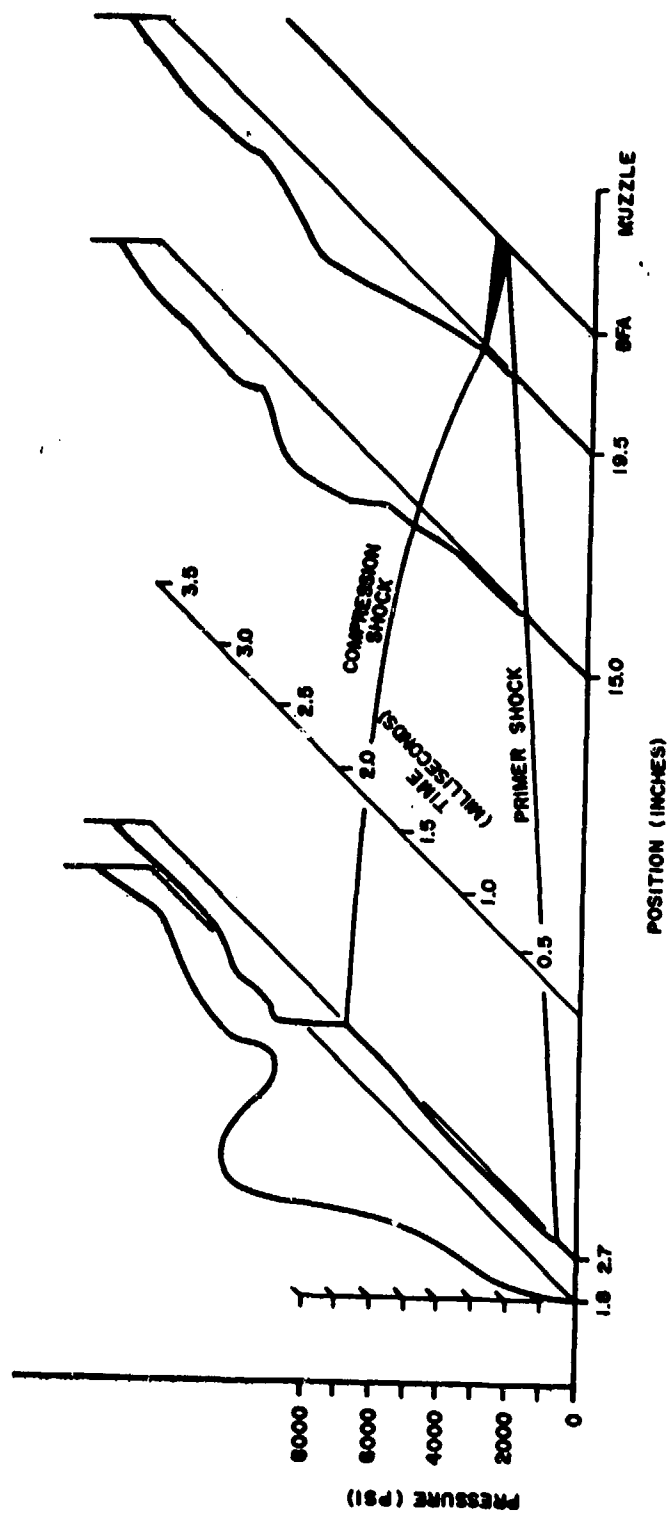 PRESSURE (PSI)
8000
6000
4000
2000
0
1.8
2.7
15.0
19.5
BFA
MUZZLE
POSITION (INCHES)
0.5
1.0
1.5
2.0
2.5
3.0
3.5
TIME
(MILLISECONDS)
COMPRESSION
SHOCK
PRIMER SHOCK